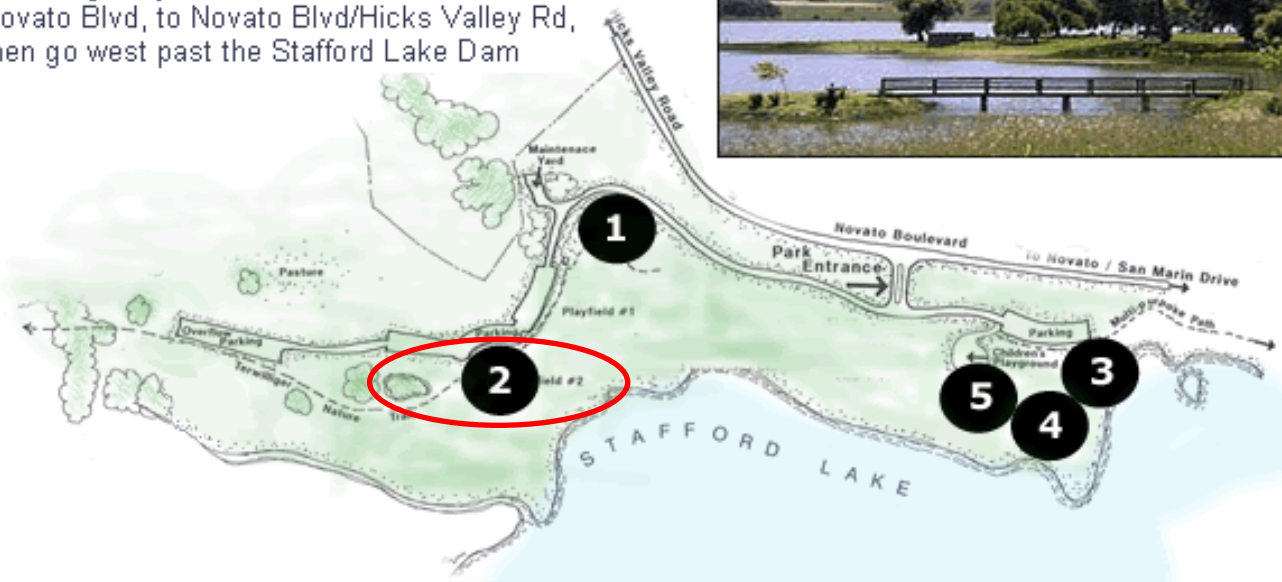 ovato Blvd, to Novato Blvd/Hicks Valley Rd,
hen go west past the Stafford Lake Dam
Hicks Valley Road
Maintenace
Yard
1
Novato Boulevard
to Novato / San Marin Drive
Park
Entrance
Pasture
Playfield #1
Multi-Purpose Path
Overflow
Parking
Parking
Parking
Children's
Playground
2
ield #2
3
5
4
Terwilliger
Nature
STAFFORD LAKE